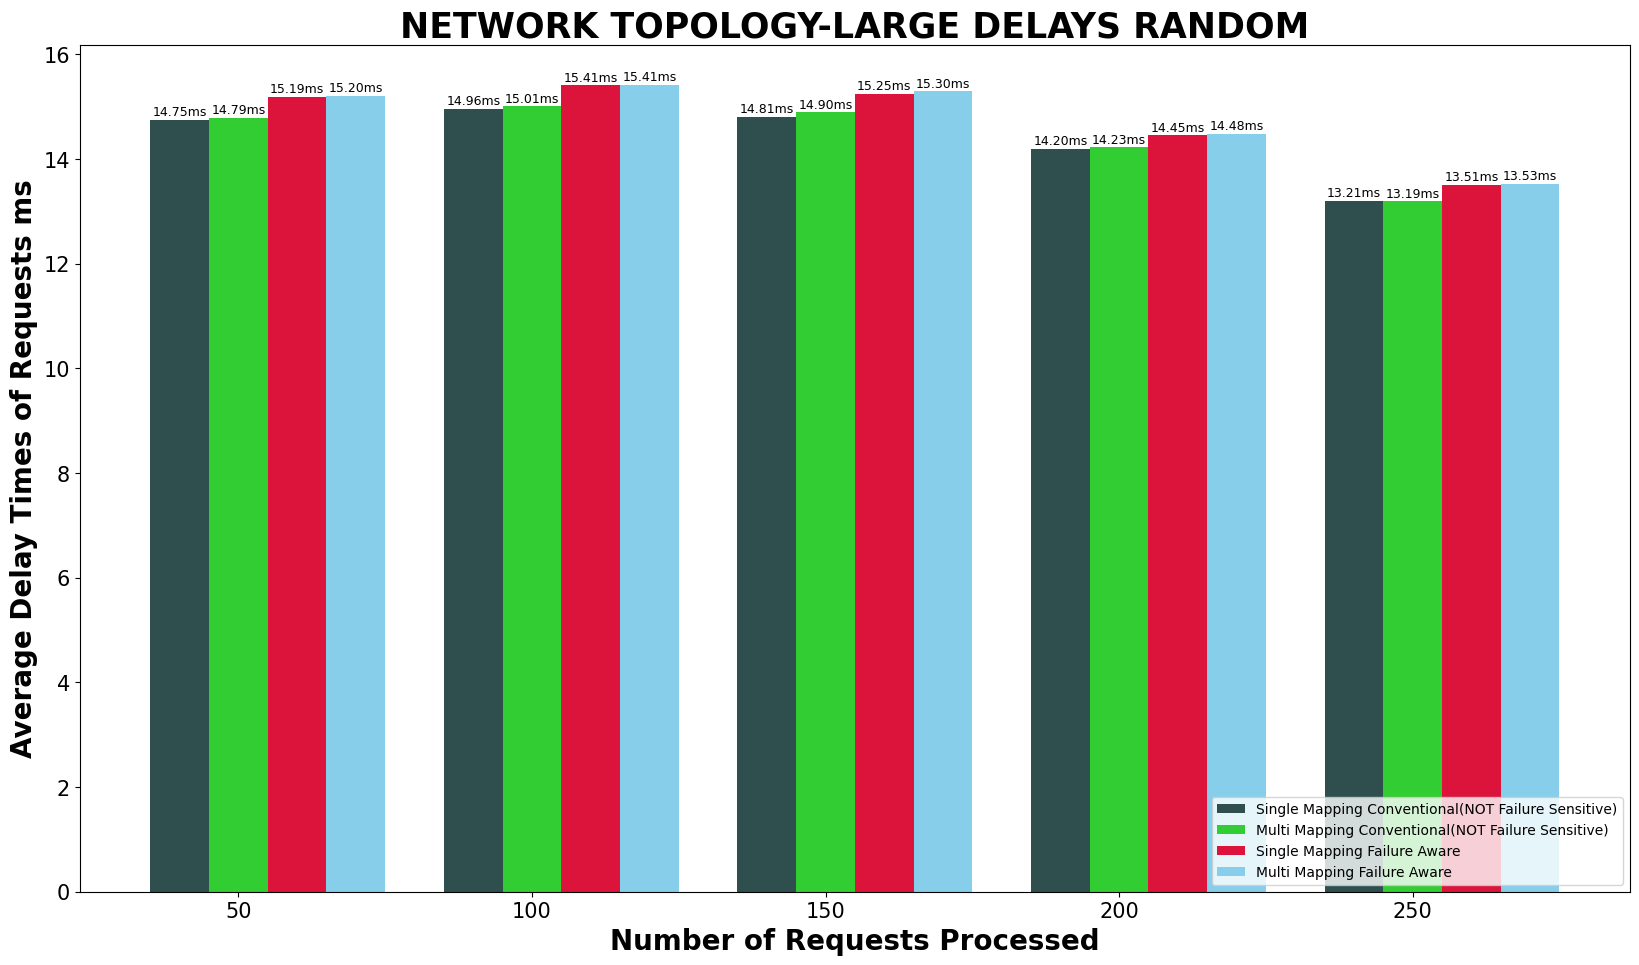 NETWORK TOPOLOGY-LARGE DELAYS RANDOM
Average Delay Times of Requests ms
16
14
12
10
8
6
4
2
0
14.75ms 14.79ms 15.19ms 15.20ms
14.96ms 15.01ms 15.41ms 15.41ms
14.81ms 14.90ms 15.25ms 15.30ms
14.20ms 14.23ms 14.45ms 14.48ms
13.21ms 13.19ms 13.51ms 13.53ms
Single Mapping Conventional(NOT Failure Sensitive)
Multi Mapping Conventional(NOT Failure Sensitive)
Single Mapping Failure Aware
Multi Mapping Failure Aware
50 100 150 200 250
Number of Requests Processed